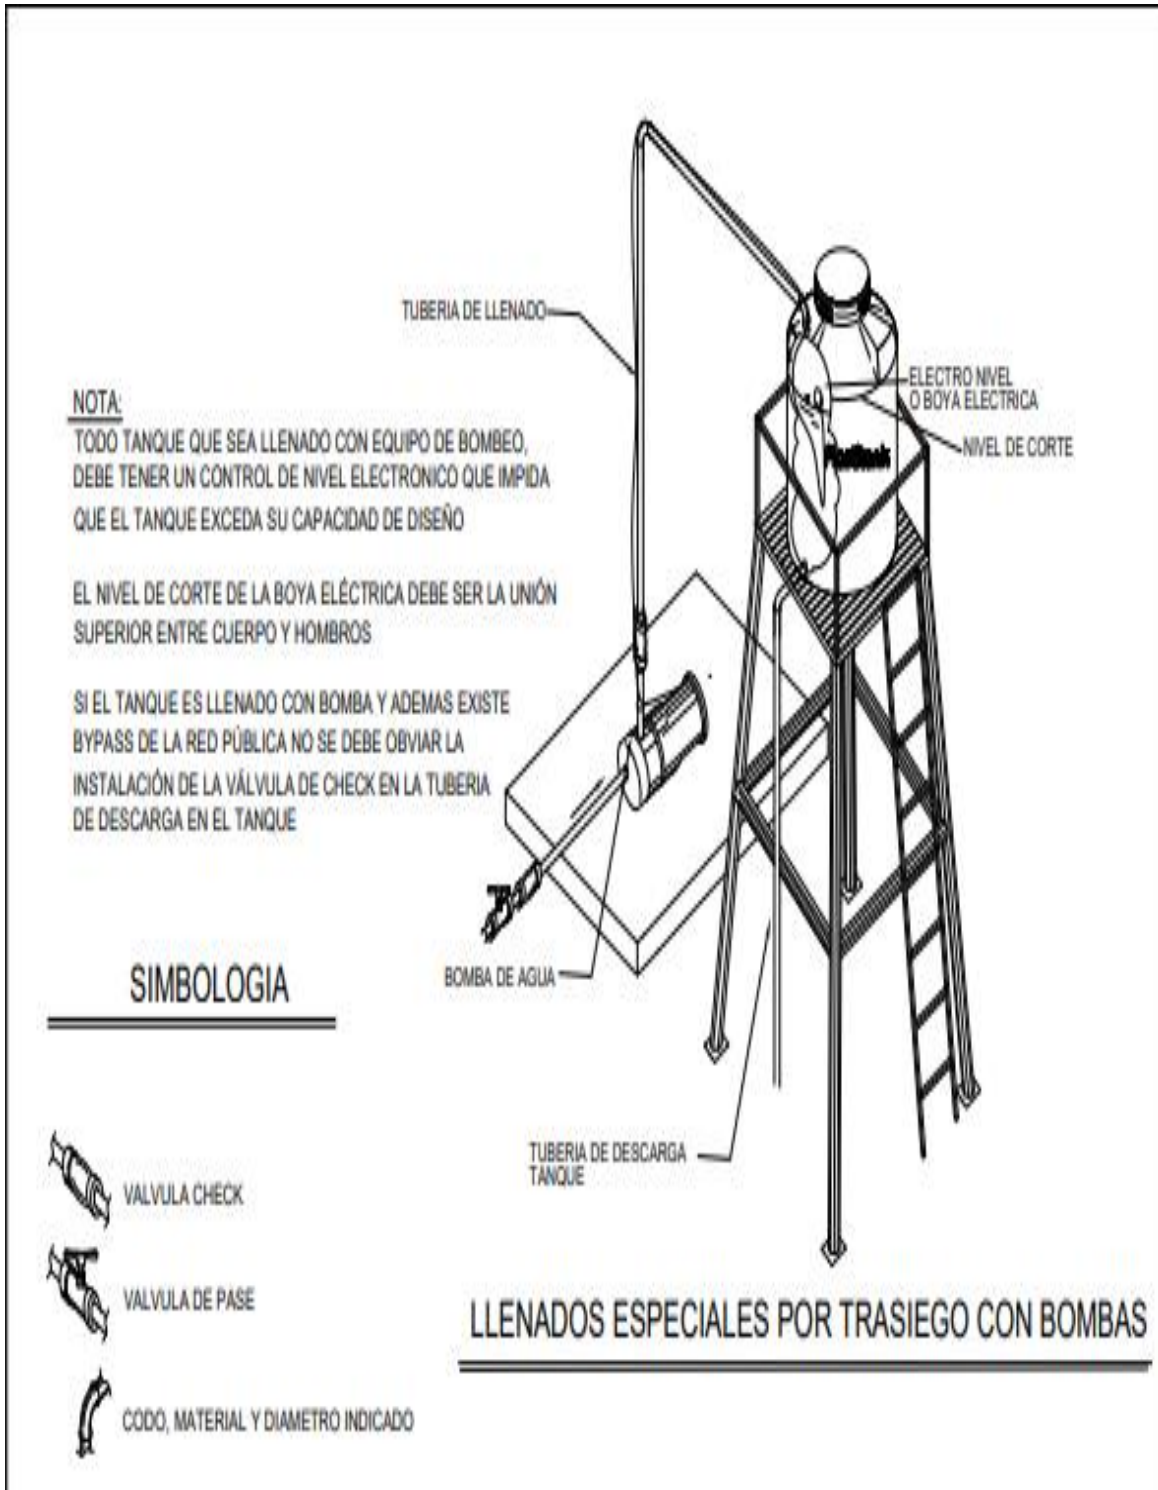 TUBERIA DE LLENADO
ELECTRO NIVEL
O BOYA ELECTRICA
NIVEL DE CORTE
NOTA:
TODO TANQUE QUE SEA LLENADO CON EQUIPO DE BOMBEO,
DEBE TENER UN CONTROL DE NIVEL ELECTRONICO QUE IMPIDA
QUE EL TANQUE EXCEDA SU CAPACIDAD DE DISEÑO
EL NIVEL DE CORTE DE LA BOYA ELÉCTRICA DEBE SER LA UNIÓN
SUPERIOR ENTRE CUERPO Y HOMBROS
SI EL TANQUE ES LLENADO CON BOMBA Y ADEMAS EXISTE
BYPASS DE LA RED PÚBLICA NO SE DEBE OBVIAR LA
INSTALACIÓN DE LA VÁLVULA DE CHECK EN LA TUBERIA
DE DESCARGA EN EL TANQUE
BOMBA DE AGUA
SIMBOLOGIA
TUBERIA DE DESCARGA
TANQUE
VALVULA CHECK
VALVULA DE PASE
CODO, MATERIAL Y DIAMETRO INDICADO
LLENADOS ESPECIALES POR TRASIEGO CON BOMBAS